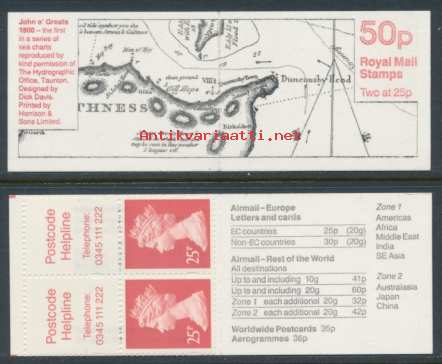 John o' Groats
1800 – the first
in a series of
sea charts
reproduced by
kind permission of
The Hydrographic
Office, Taunton.
Designed by
Dick Davis.
Printed by
Harrison &
Sons Limited.
50p
Royal Mail
Stamps
Two at 25p
Duncansby Head
THNESS
Antikvariaatti.net
Postcode
Helpline
Telephone:
0345 111 222
25P
Postcode
Helpline
Telephone:
0345 111 222
25P
Airmail–Europe
Letters and cards
EC countries 25p (20g)
Non-EC countries 30p (20g)
Airmail–Rest of the World
All destinations
Up to and including 10g 41p
Up to and including 20g 60p
Zone 1 each additional 20g 32p
Zone 2 each additional 20g 42p
Worldwide Postcards 35p
Aerogrammes 36p
Zone 1
Americas
Africa
Middle East
India
SE Asia
Zone 2
Australasia
Japan
China